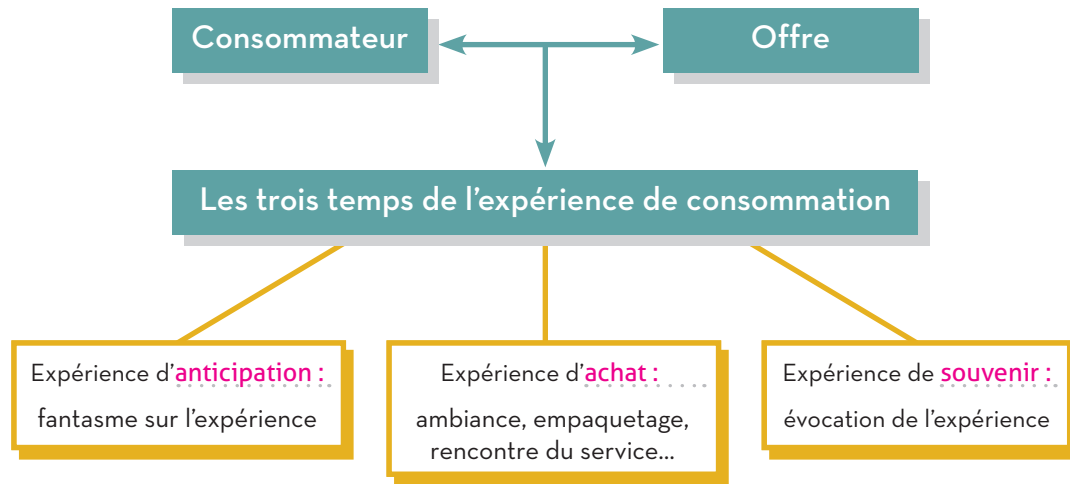 Consommateur
Offre
Les trois temps de l’expérience de consommation
Expérience d’anticipation :
fantasme sur l’expérience
Expérience d’achat :
ambiance, empaquetage,
rencontre du service...
Expérience de souvenir :
évocation de l’expérience